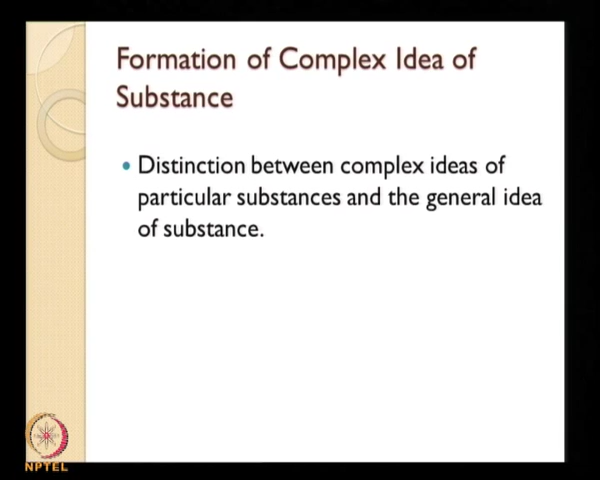 Formation of Complex Idea of
Substance
Distinction between complex ideas of
particular substances and the general idea
of substance.
NPTEL